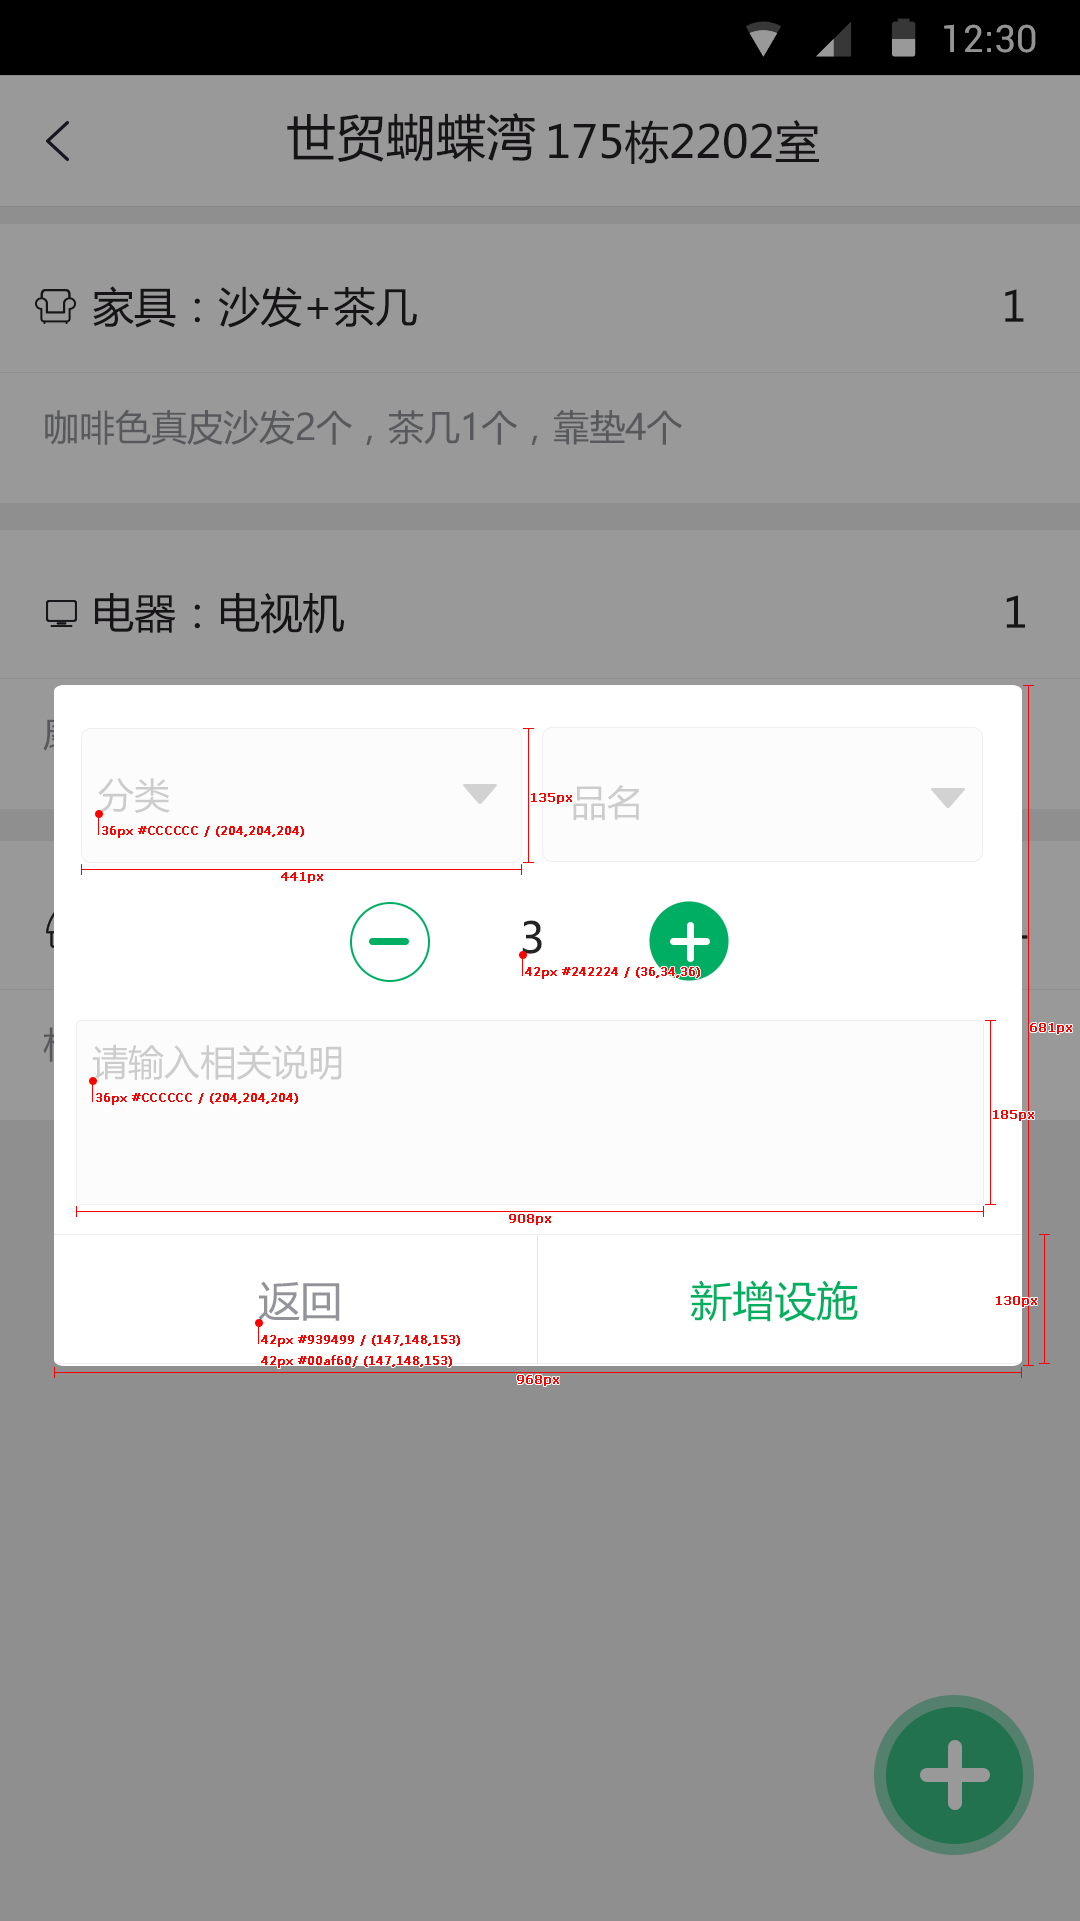 12:30
世贸蝴蝶湾 175栋2202室
家具：沙发+茶几 1
咖啡色真皮沙发2个，茶几1个，靠垫4个
电器：电视机 1
分类
135px
品名
36px #CCCCCC / (204,204,204)
441px
3
42px #242224 / (36,34,36)
681px
请输入相关说明
36px #CCCCCC / (204,204,204)
185px
908px
返回
新增设施
130px
42px #939499 / (147,148,153)
42px #00af60/ (147,148,153)
968px